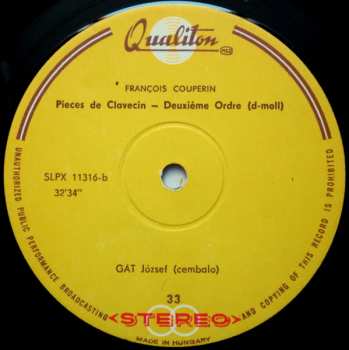 Qualiton
FRANÇOIS COUPERIN
Pieces de Clavecin — Deuxième Ordre (d-moll)
SLPX 11316-b
32'34"
GAT József (cembalo)
33
STEREO
MADE IN HUNGARY
UNAUTHORIZED PUBLIC PERFORMANCE BROADCASTING AND COPYING OF THIS RECORD IS PROHIBITED